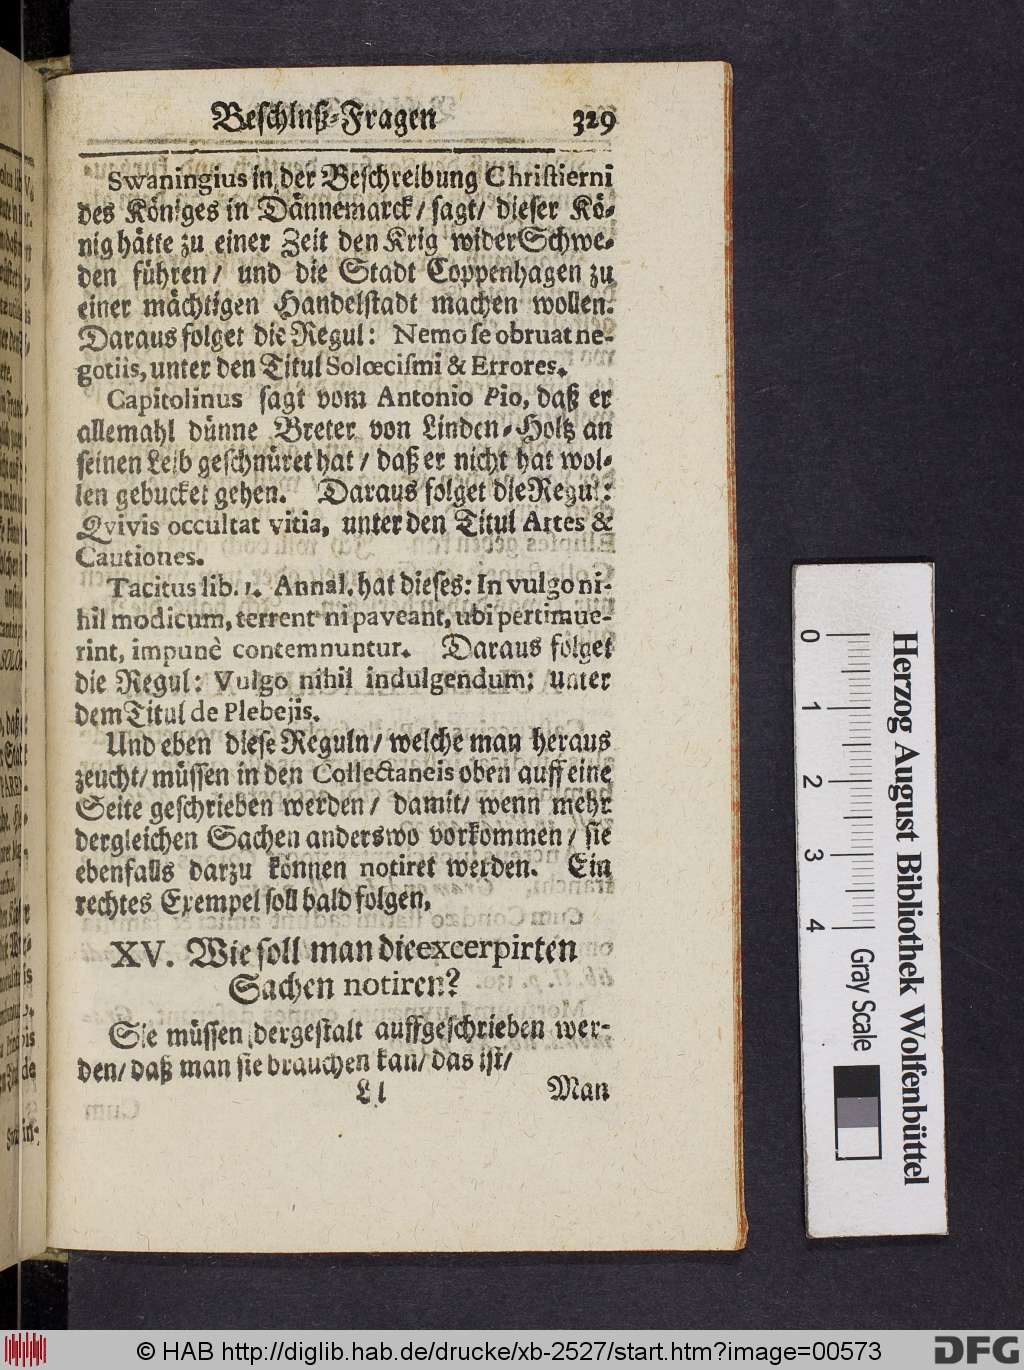 Beschluß-Fragen 329
Swaningius in der Beschreibung Christierni
des Königes in Dännemarck / sagt / dieser Kö-
nig hätte zu einer Zeit den Krig wider Schwe-
den führen / und die Stadt Coppenhagen zu
einer mächtigen Handelstadt machen wollen.
Daraus folget die Regul: Nemo se obruat ne-
gotiis, unter den Titul Solœcismi & Errores.
Capitolinus sagt vom Antonio Pio, daß er
allemahl dünne Breter von Linden-Holtz an
seinen Leib geschnüret hat / daß er nicht hat wol-
len gebucket gehen. Daraus folget die Regul:
Qvivis occultat vitia, unter den Titul Artes &
Cautiones.
Tacitus lib. 1. Annal. hat dieses: In vulgo ni-
hil modicum, terrent ni paveant, ubi pertimue-
rint, impunè contemnuntur. Daraus folget
die Regul: Vulgo nihil indulgendum; unter
dem Titul de Plebejis.
Und eben diese Reguln / welche man heraus
zeucht / müssen in den Collectaneis oben auff eine
Seite geschrieben werden / damit / wenn mehr
dergleichen Sachen anderswo vorkommen / sie
ebenfalls darzu können notiret werden. Ein
rechtes Exempel soll bald folgen.
XV. Wie soll man die excerpirten
Sachen notiren?
Sie müssen dergestalt auffgeschrieben wer-
den / daß man sie brauchen kan / das ist /
Ll Man
0 1 2 3 4
Herzog August Bibliothek Wolfenbüttel
Gray Scale
© HAB http://diglib.hab.de/drucke/xb-2527/start.htm?image=00573
DFG